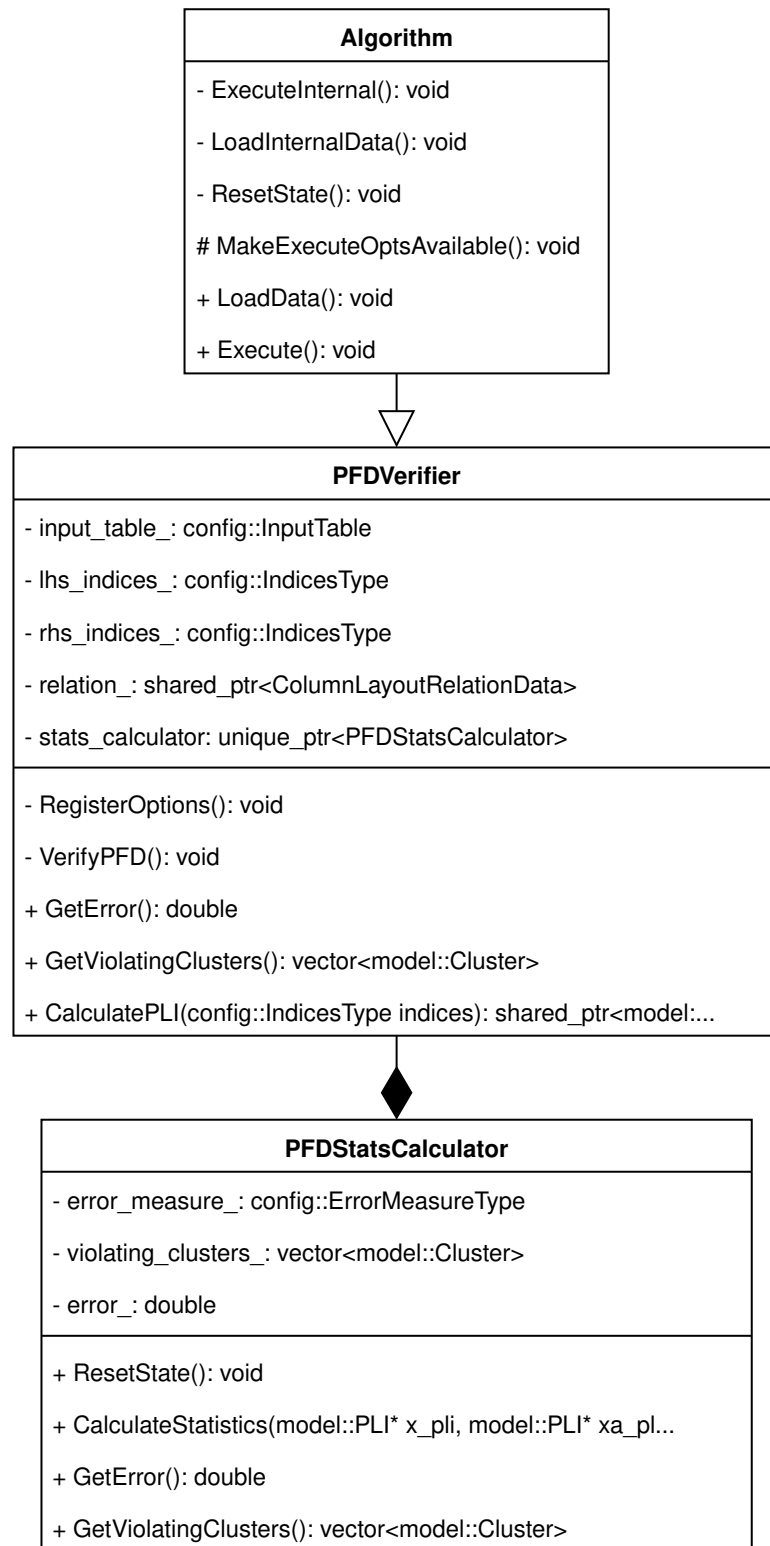 Algorithm
- ExecuteInternal(): void
- LoadInternalData(): void
- ResetState(): void
# MakeExecuteOptsAvailable(): void
+ LoadData(): void
+ Execute(): void
PFDVerifier
- input_table_: config::InputTable
- lhs_indices_: config::IndicesType
- rhs_indices_: config::IndicesType
- relation_: shared_ptr<ColumnLayoutRelationData>
- stats_calculator: unique_ptr<PFDStatsCalculator>
- RegisterOptions(): void
- VerifyPFD(): void
+ GetError(): double
+ GetViolatingClusters(): vector<model::Cluster>
+ CalculatePLI(config::IndicesType indices): shared_ptr<model:...
PFDStatsCalculator
- error_measure_: config::ErrorMeasureType
- violating_clusters_: vector<model::Cluster>
- error_: double
+ ResetState(): void
+ CalculateStatistics(model::PLI* x_pli, model::PLI* xa_pl...
+ GetError(): double
+ GetViolatingClusters(): vector<model::Cluster>